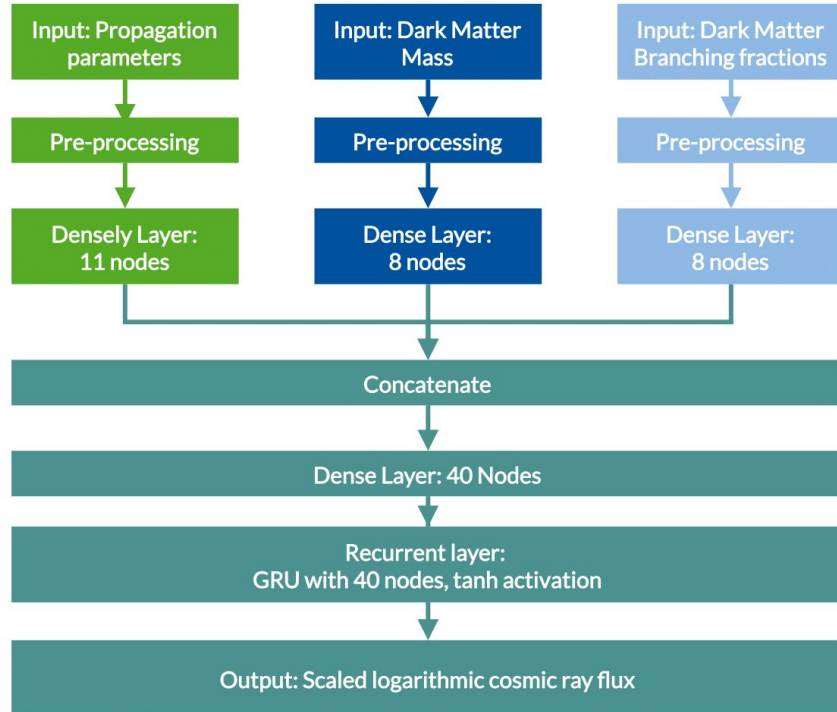 Input: Propagation
parameters
Input: Dark Matter
Mass
Input: Dark Matter
Branching fractions
Pre-processing
Pre-processing
Pre-processing
Densely Layer:
11 nodes
Dense Layer:
8 nodes
Dense Layer:
8 nodes
Concatenate
Dense Layer: 40 Nodes
Recurrent layer:
GRU with 40 nodes, tanh activation
Output: Scaled logarithmic cosmic ray flux